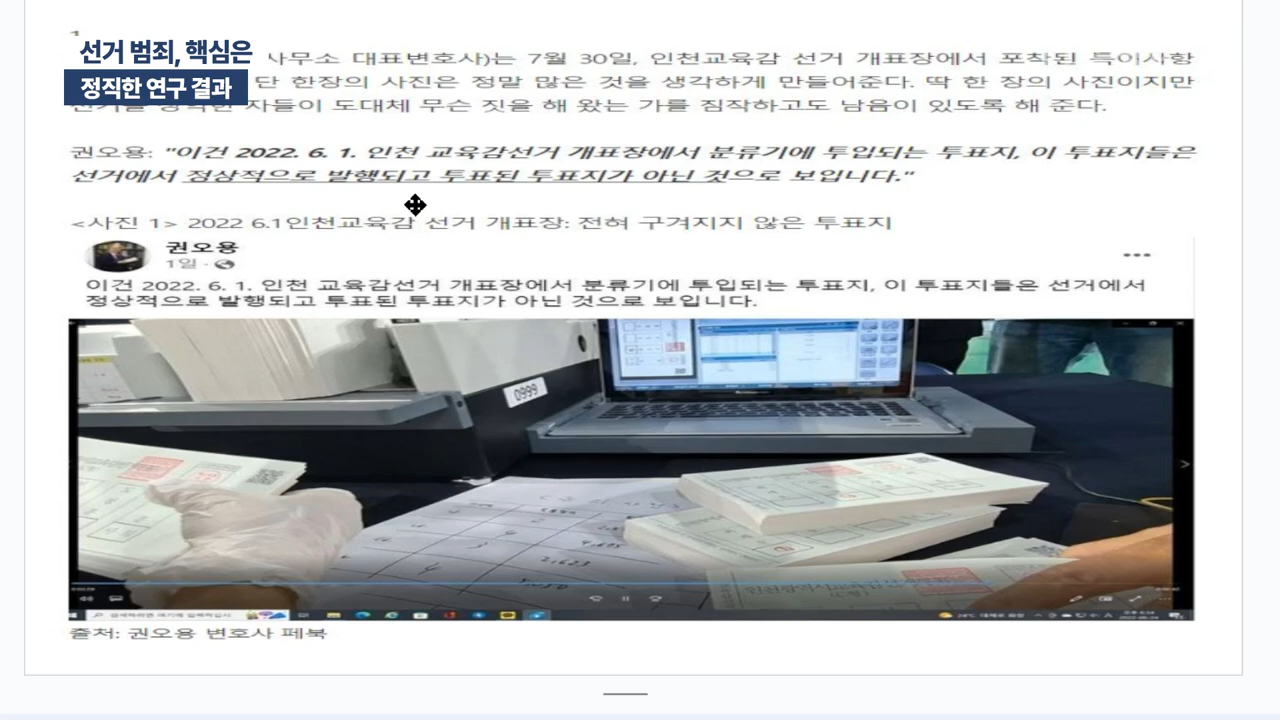 선거 범죄, 핵심은
정직한 연구 결과
사무소 대표변호사)는 7월 30일, 인천교육감 선거 개표장에서 포착된 특이사항
단 한장의 사진은 정말 많은 것을 생각하게 만들어준다. 딱 한 장의 사진이지만
자들이 도대체 무슨 짓을 해 왔는 가를 짐작하고도 남음이 있도록 해 준다.
권오용: "이건 2022. 6. 1. 인천 교육감선거 개표장에서 분류기에 투입되는 투표지, 이 투표지들은
선거에서 정상적으로 발행되고 투표된 투표지가 아닌 것으로 보입니다."
<사진 1> 2022 6.1인천교육감 선거 개표장: 전혀 구겨지지 않은 투표지
권오용
1일 ·
이건 2022. 6. 1. 인천 교육감선거 개표장에서 분류기에 투입되는 투표지, 이 투표지들은 선거에서
정상적으로 발행되고 투표된 투표지가 아닌 것으로 보입니다.
0999
출처: 권오용 변호사 페북